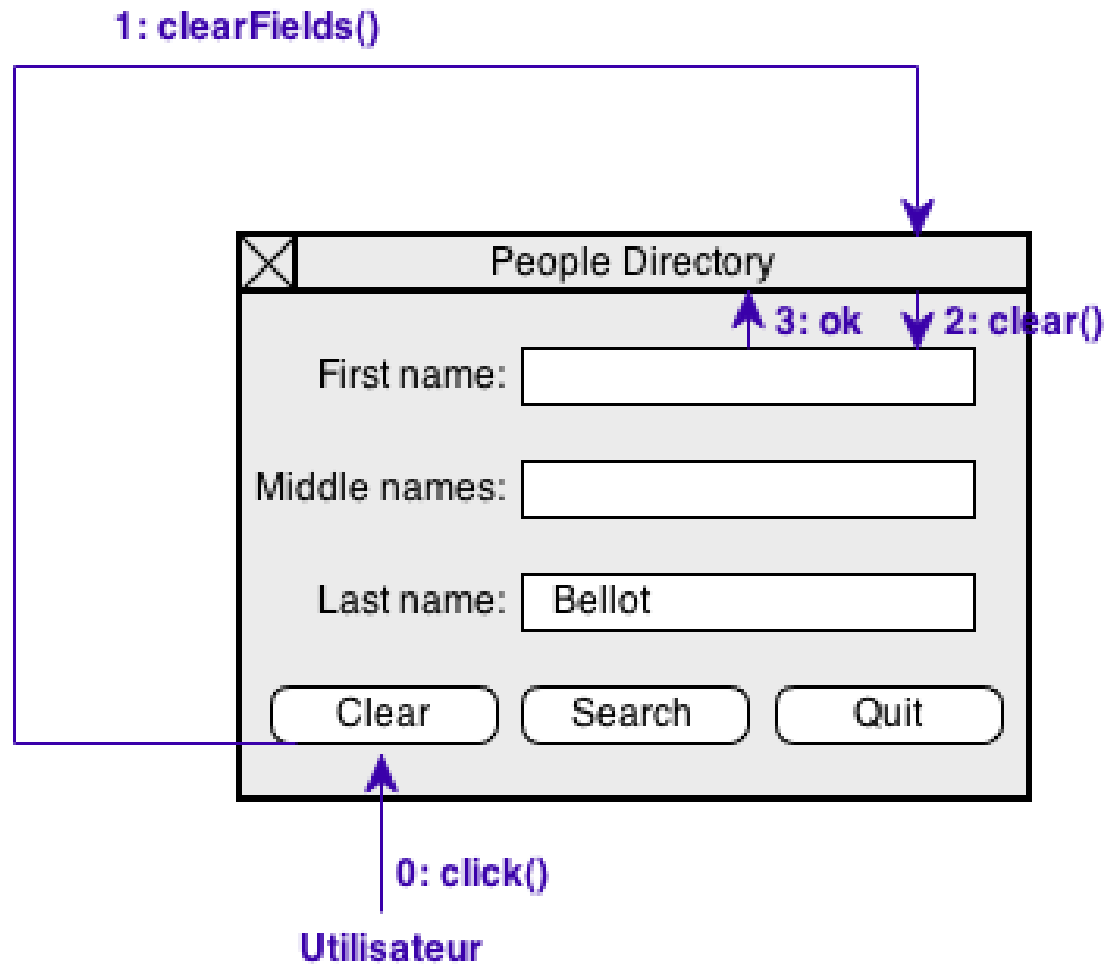 1: clearFields()
People Directory
3: ok
2: clear()
First name:
Middle names:
Last name: Bellot
Clear Search Quit
0: click()
Utilisateur